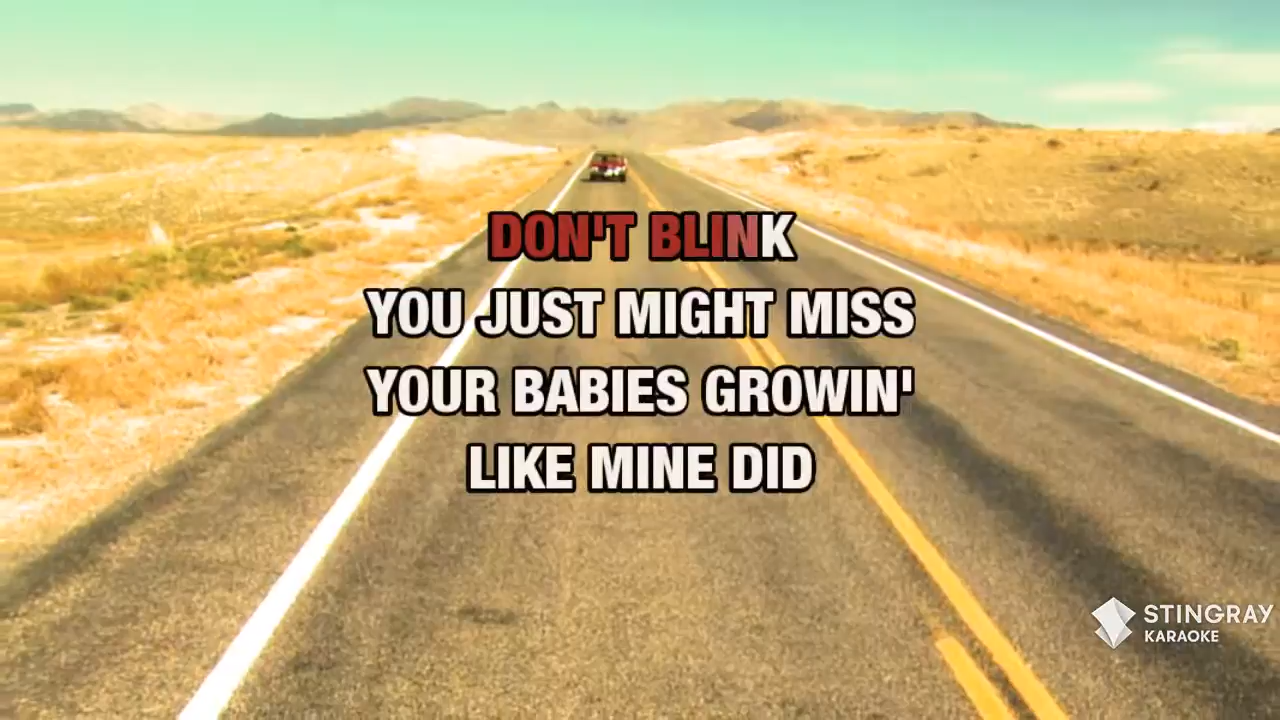 DON'T BLINK
YOU JUST MIGHT MISS
YOUR BABIES GROWIN'
LIKE MINE DID
STINGRAY
KARAOKE